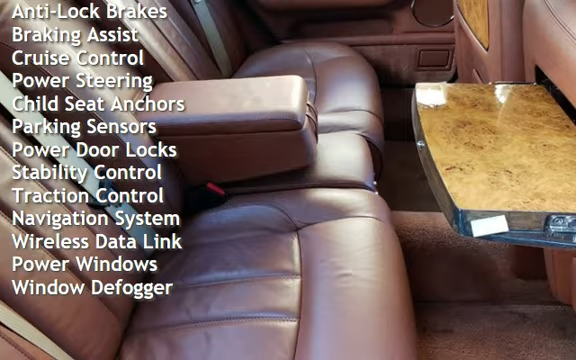 Anti-Lock Brakes
Braking Assist
Cruise Control
Power Steering
Child Seat Anchors
Parking Sensors
Power Door Locks
Stability Control
Traction Control
Navigation System
Wireless Data Link
Power Windows
Window Defogger